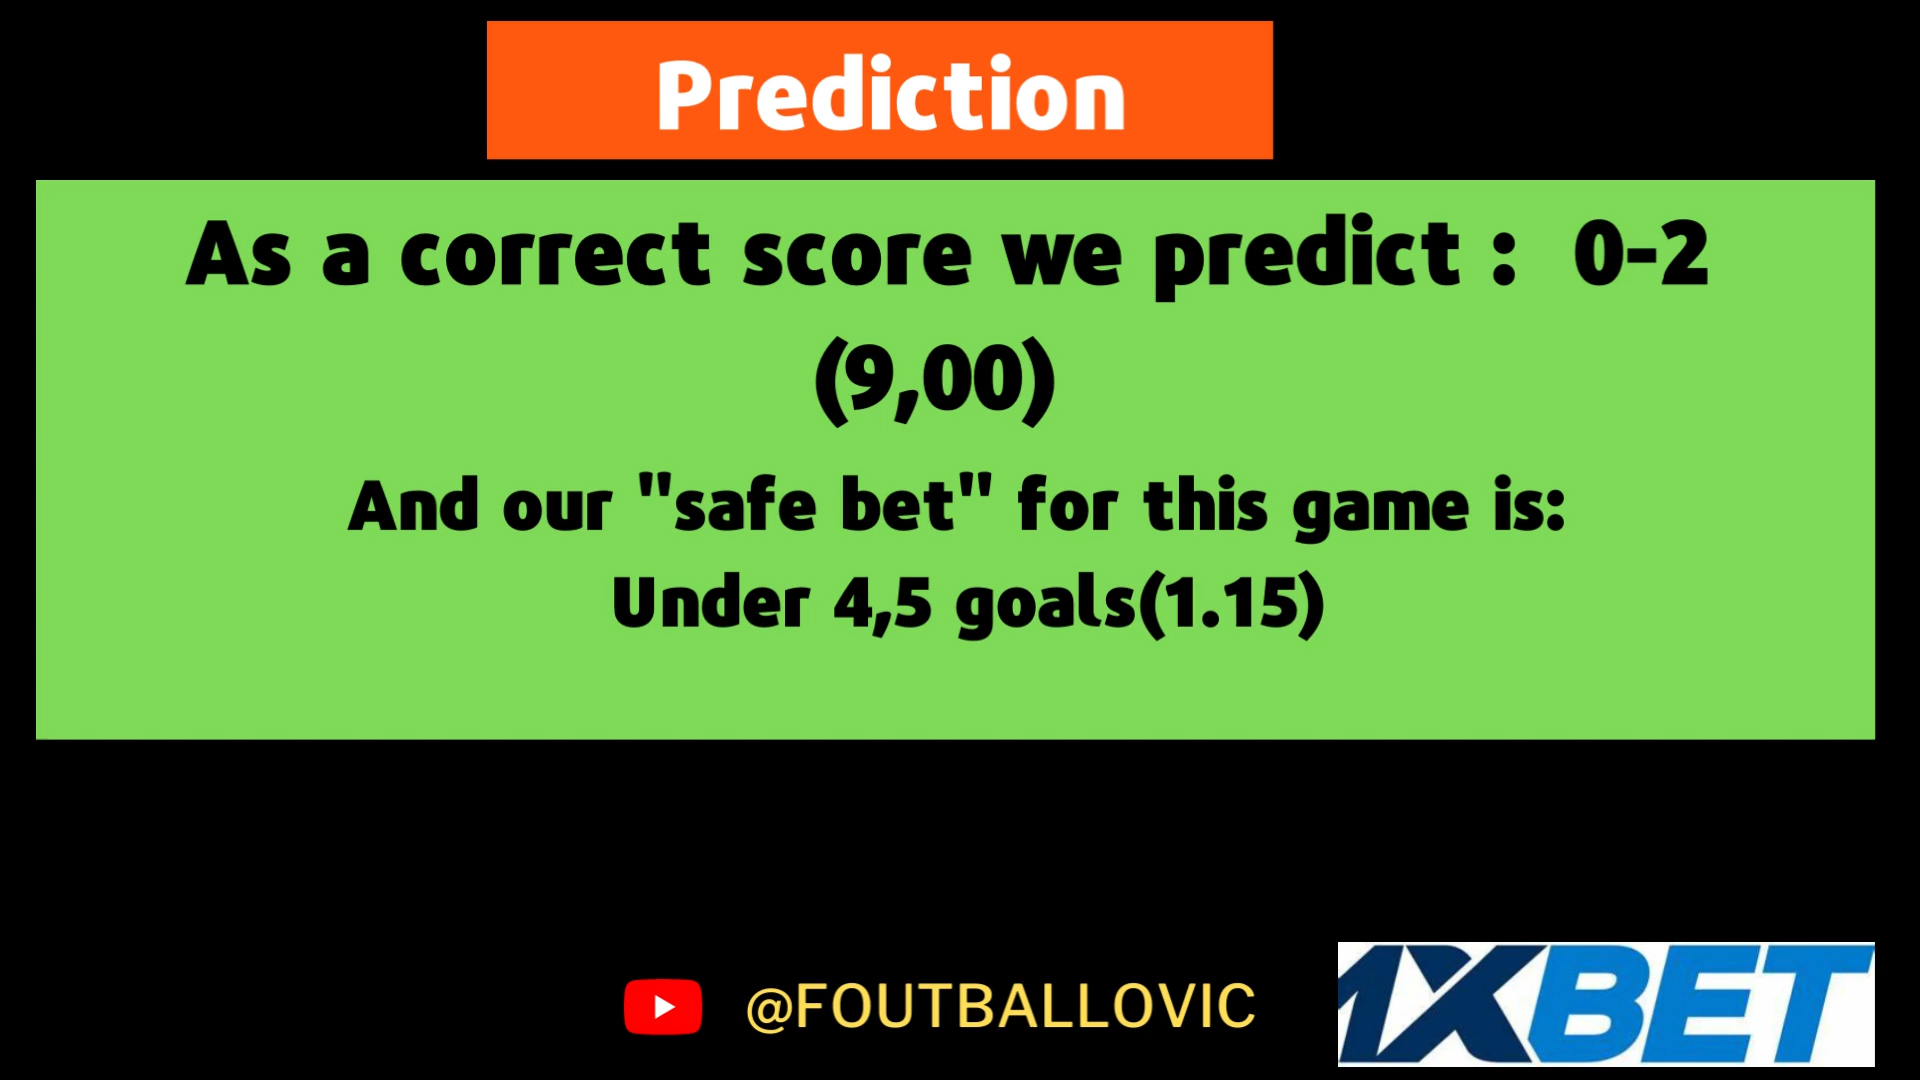 Prediction
As a correct score we predict : 0-2
(9,00)
And our "safe bet" for this game is:
Under 4,5 goals(1.15)
@FOUTBALLOVIC
1XBET